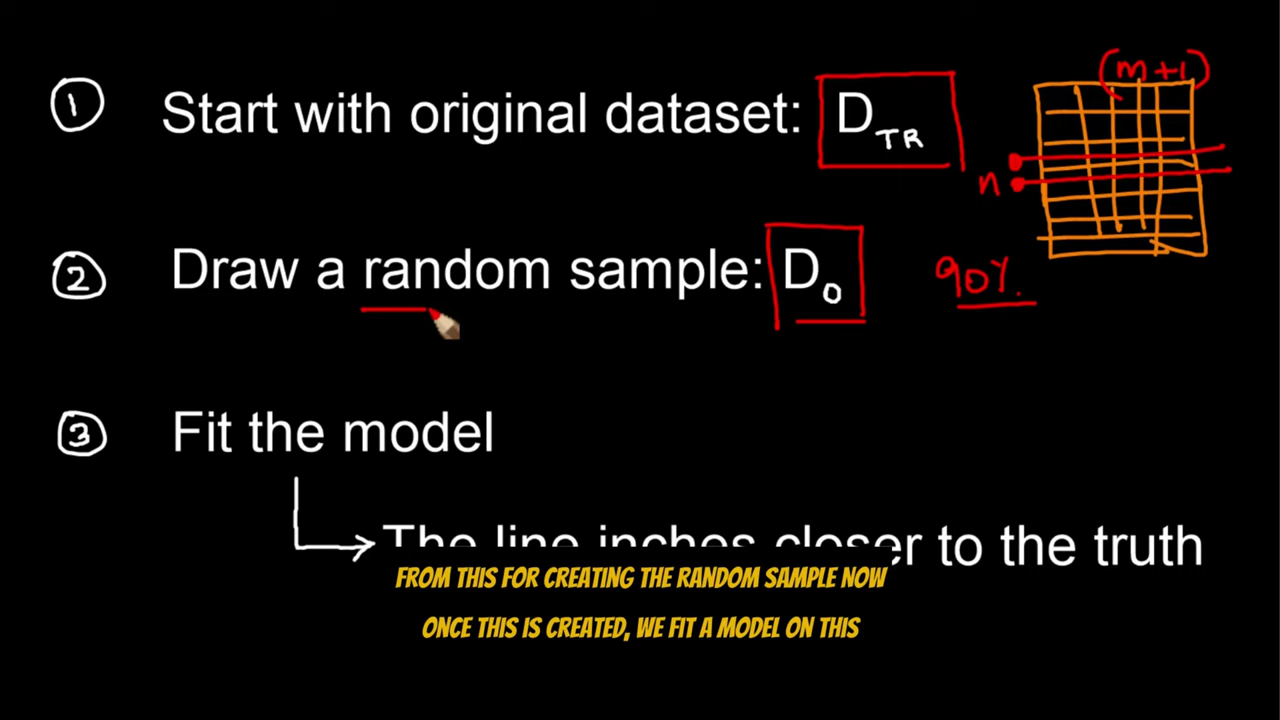 (m+1)
① Start with original dataset: D_TR
n
② Draw a random sample: D_0 90%.
③ Fit the model
The line inches closer to the truth
FROM THIS FOR CREATING THE RANDOM SAMPLE NOW
ONCE THIS IS CREATED, WE FIT A MODEL ON THIS